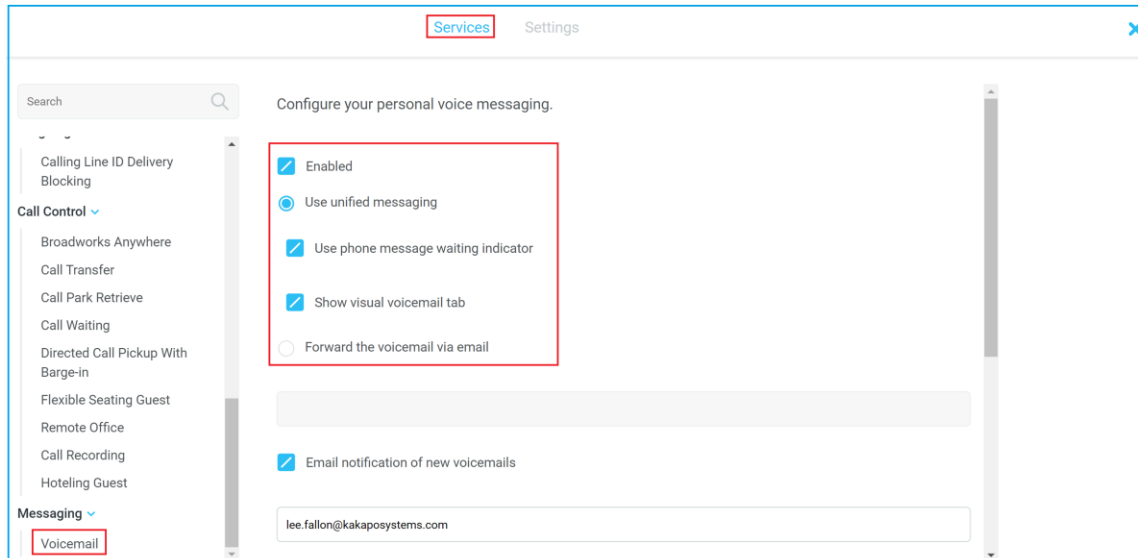 Services
Settings
Search
Calling Line ID Delivery
Blocking
Call Control
Broadworks Anywhere
Call Transfer
Call Park Retrieve
Call Waiting
Directed Call Pickup With
Barge-in
Flexible Seating Guest
Remote Office
Call Recording
Hoteling Guest
Messaging
Voicemail
Configure your personal voice messaging.
Enabled
Use unified messaging
Use phone message waiting indicator
Show visual voicemail tab
Forward the voicemail via email
Email notification of new voicemails
lee.fallon@kakaposystems.com